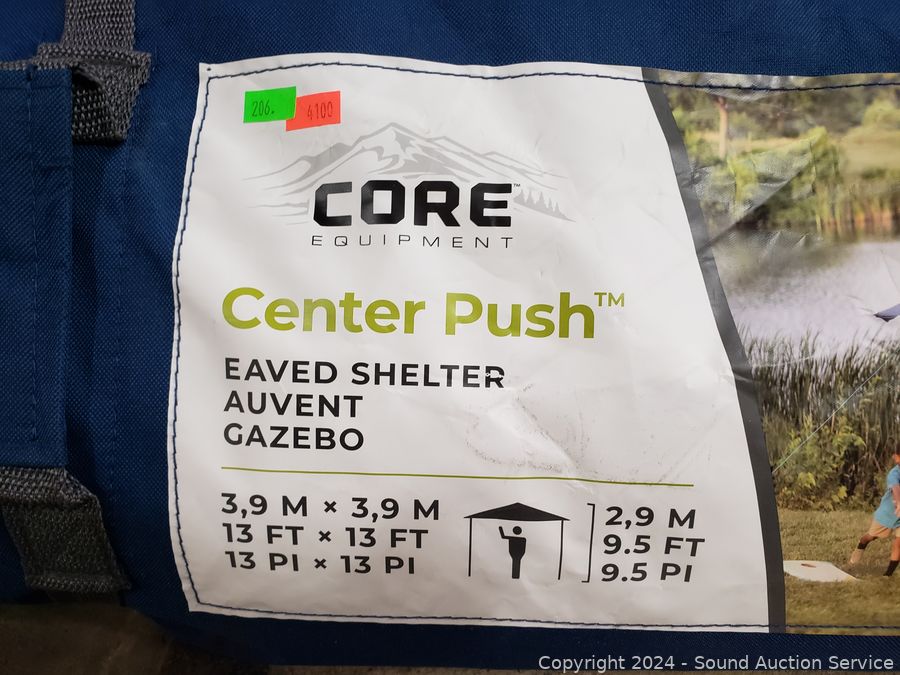 206.
4100
CORE™
EQUIPMENT
Center Push™
EAVED SHELTER
AUVENT
GAZEBO
3,9 M × 3,9 M
13 FT × 13 FT
13 PI × 13 PI
2,9 M
9.5 FT
9.5 PI
Copyright 2024 - Sound Auction Service